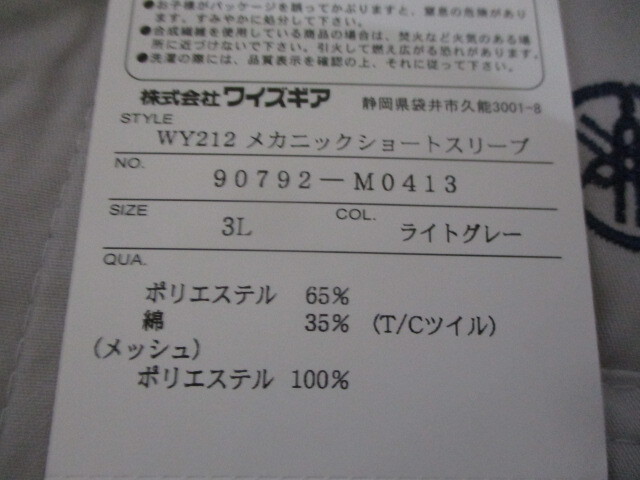 ●お子様がパッケージを誤ってかぶりますと、窒息の危険があり
ます。すみやかに処分して下さい。
●合成繊維を使用している商品の場合は、焚火など火気のある場
所に近づけないで下さい。引火して燃え広がる恐れがあります。
●洗濯の際には、品質表示を確認の上、それに従って下さい。
株式会社ワイズギア 静岡県袋井市久能3001-8
STYLE
WY212 メカニックショートスリーブ
NO.
90792－M0413
SIZE 3L COL. ライトグレー
QUA.
ポリエステル 65%
綿 35% (T/Cツイル)
(メッシュ)
ポリエステル 100%